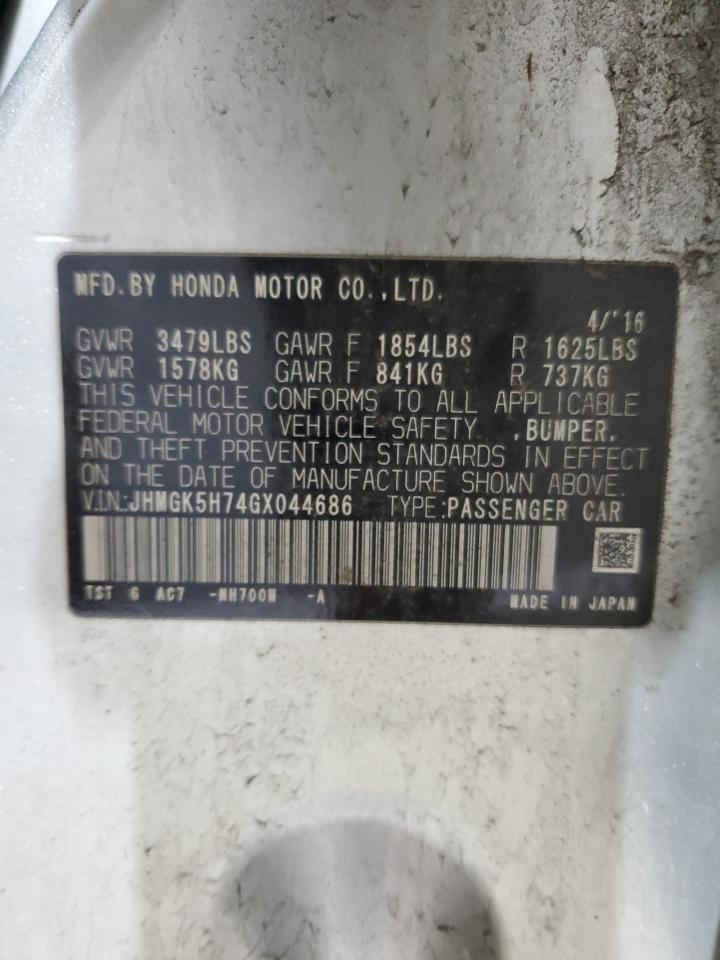 MFD. BY HONDA MOTOR CO., LTD.
4/'16
GVWR 3479LBS GAWR F 1854LBS R 1625LBS
GVWR 1578KG GAWR F 841KG R 737KG
THIS VEHICLE CONFORMS TO ALL APPLICABLE
FEDERAL MOTOR VEHICLE SAFETY ,BUMPER,
AND THEFT PREVENTION STANDARDS IN EFFECT
ON THE DATE OF MANUFACTURE SHOWN ABOVE.
V.I.N.:JHMGK5H74GX044686 TYPE:PASSENGER CAR
TST G AC7 -NH700M -A MADE IN JAPAN